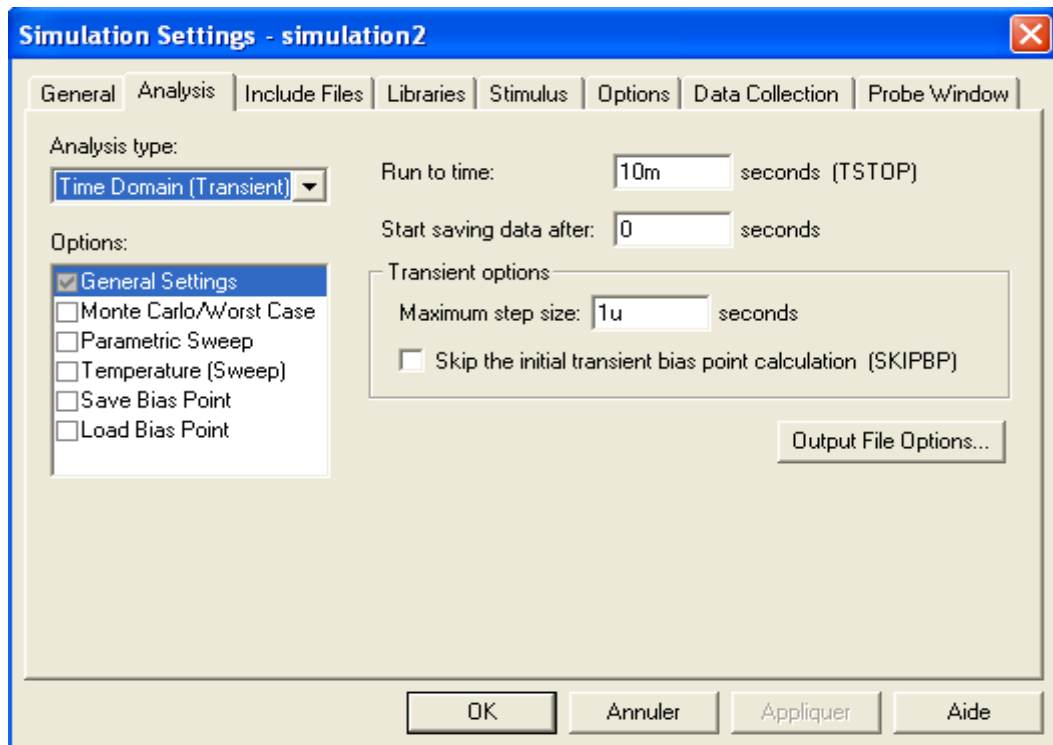 Simulation Settings - simulation2
General Analysis Include Files Libraries Stimulus Options Data Collection Probe Window
Analysis type:
Time Domain (Transient)
Run to time: 10m seconds (TSTOP)
Start saving data after: 0 seconds
Options:
General Settings
Monte Carlo/Worst Case
Parametric Sweep
Temperature (Sweep)
Save Bias Point
Load Bias Point
Transient options
Maximum step size: 1u seconds
Skip the initial transient bias point calculation (SKIPBP)
Output File Options...
OK Annuler Appliquer Aide